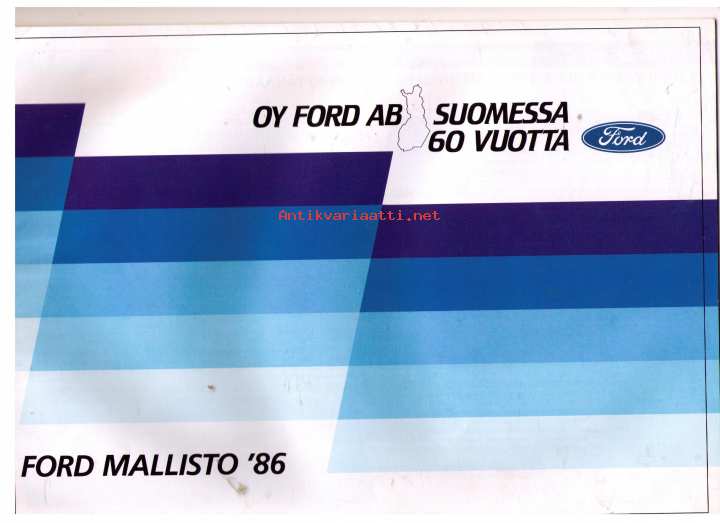 OY FORD AB SUOMESSA
60 VUOTTA
Ford
Antikvariaatti.net
FORD MALLISTO '86